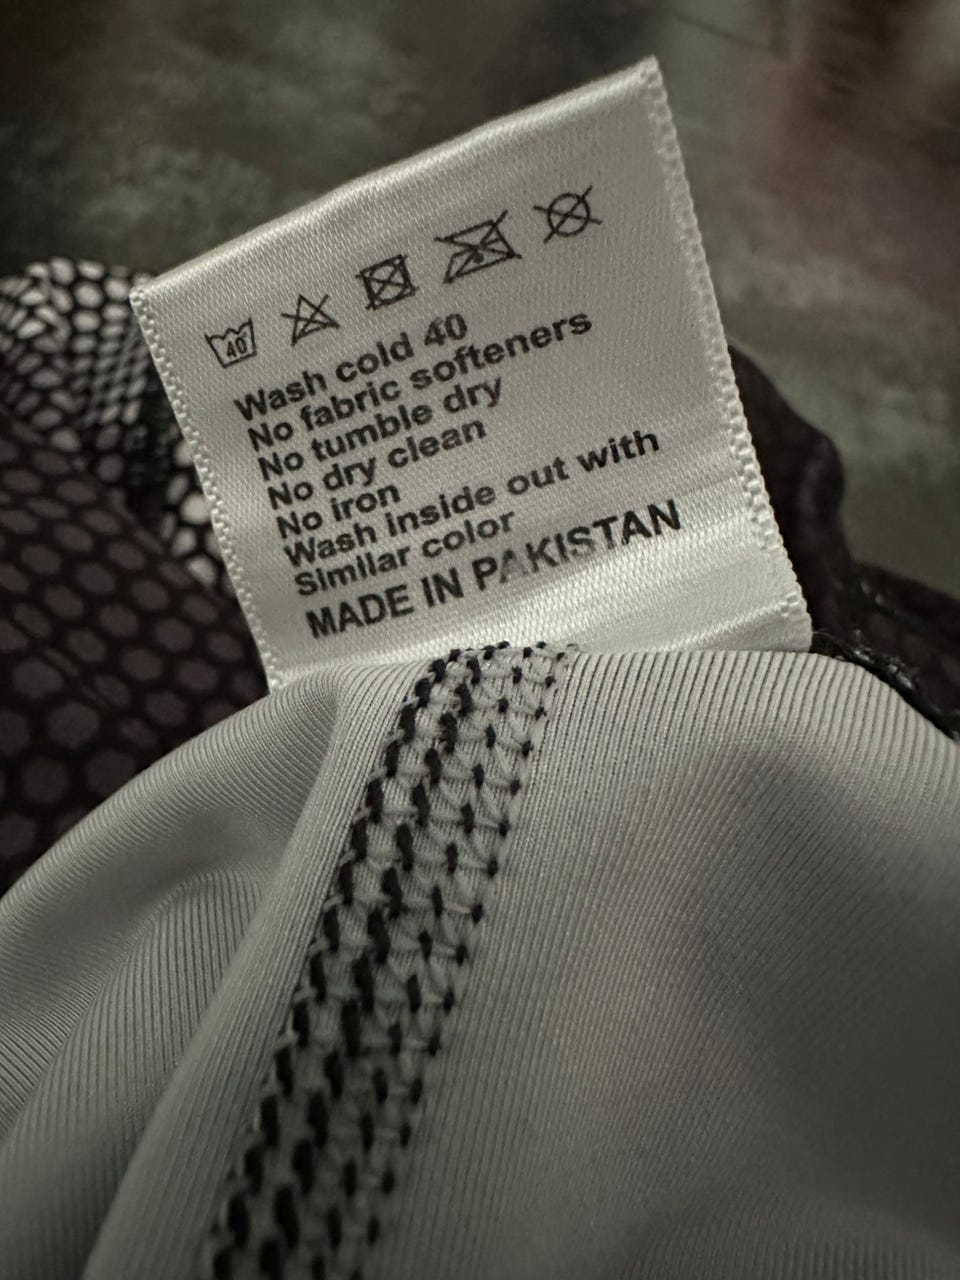 40
Wash cold 40
No fabric softeners
No tumble dry
No dry clean
No iron
Wash inside out with
Similar color
MADE IN PAKISTAN